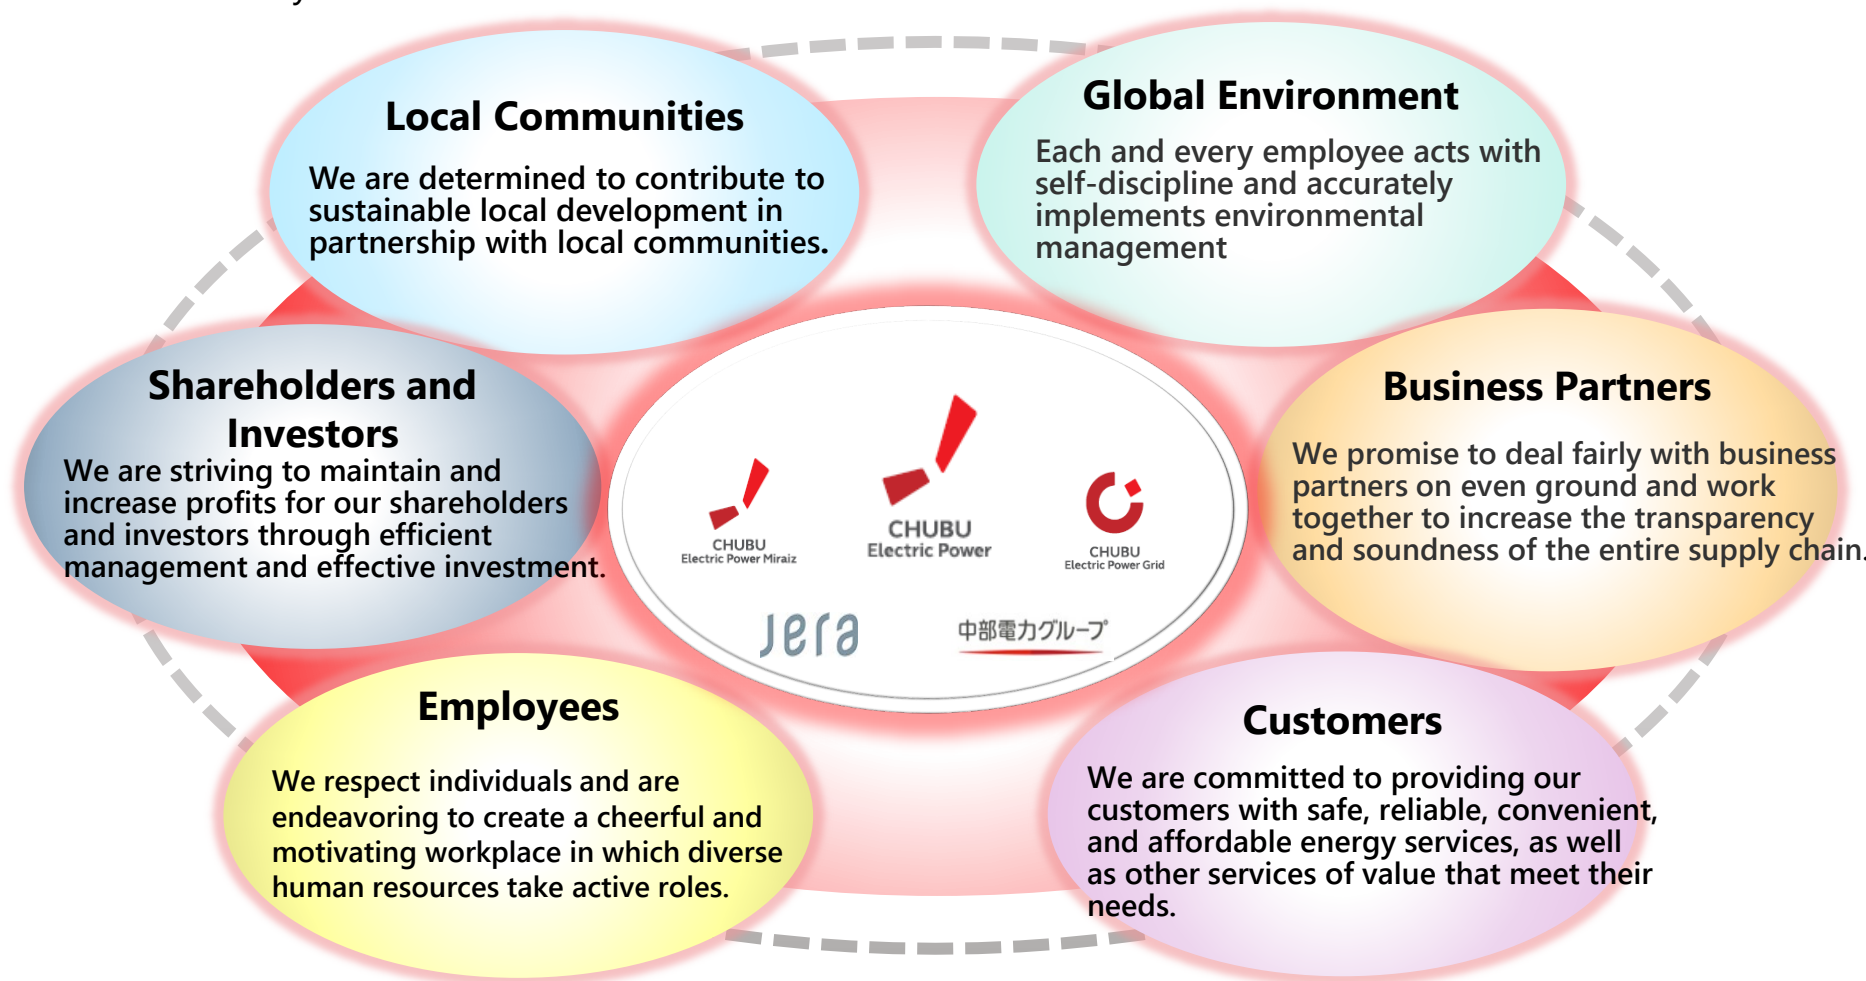 Local Communities
We are determined to contribute to
sustainable local development in
partnership with local communities.
Global Environment
Each and every employee acts with
self-discipline and accurately
implements environmental
management
Shareholders and
Investors
We are striving to maintain and
increase profits for our shareholders
and investors through efficient
management and effective investment.
CHUBU
Electric Power Miraiz
CHUBU
Electric Power
CHUBU
Electric Power Grid
Jera
中部電力グループ
Business Partners
We promise to deal fairly with business
partners on even ground and work
together to increase the transparency
and soundness of the entire supply chain.
Employees
We respect individuals and are
endeavoring to create a cheerful and
motivating workplace in which diverse
human resources take active roles.
Customers
We are committed to providing our
customers with safe, reliable, convenient,
and affordable energy services, as well
as other services of value that meet their
needs.